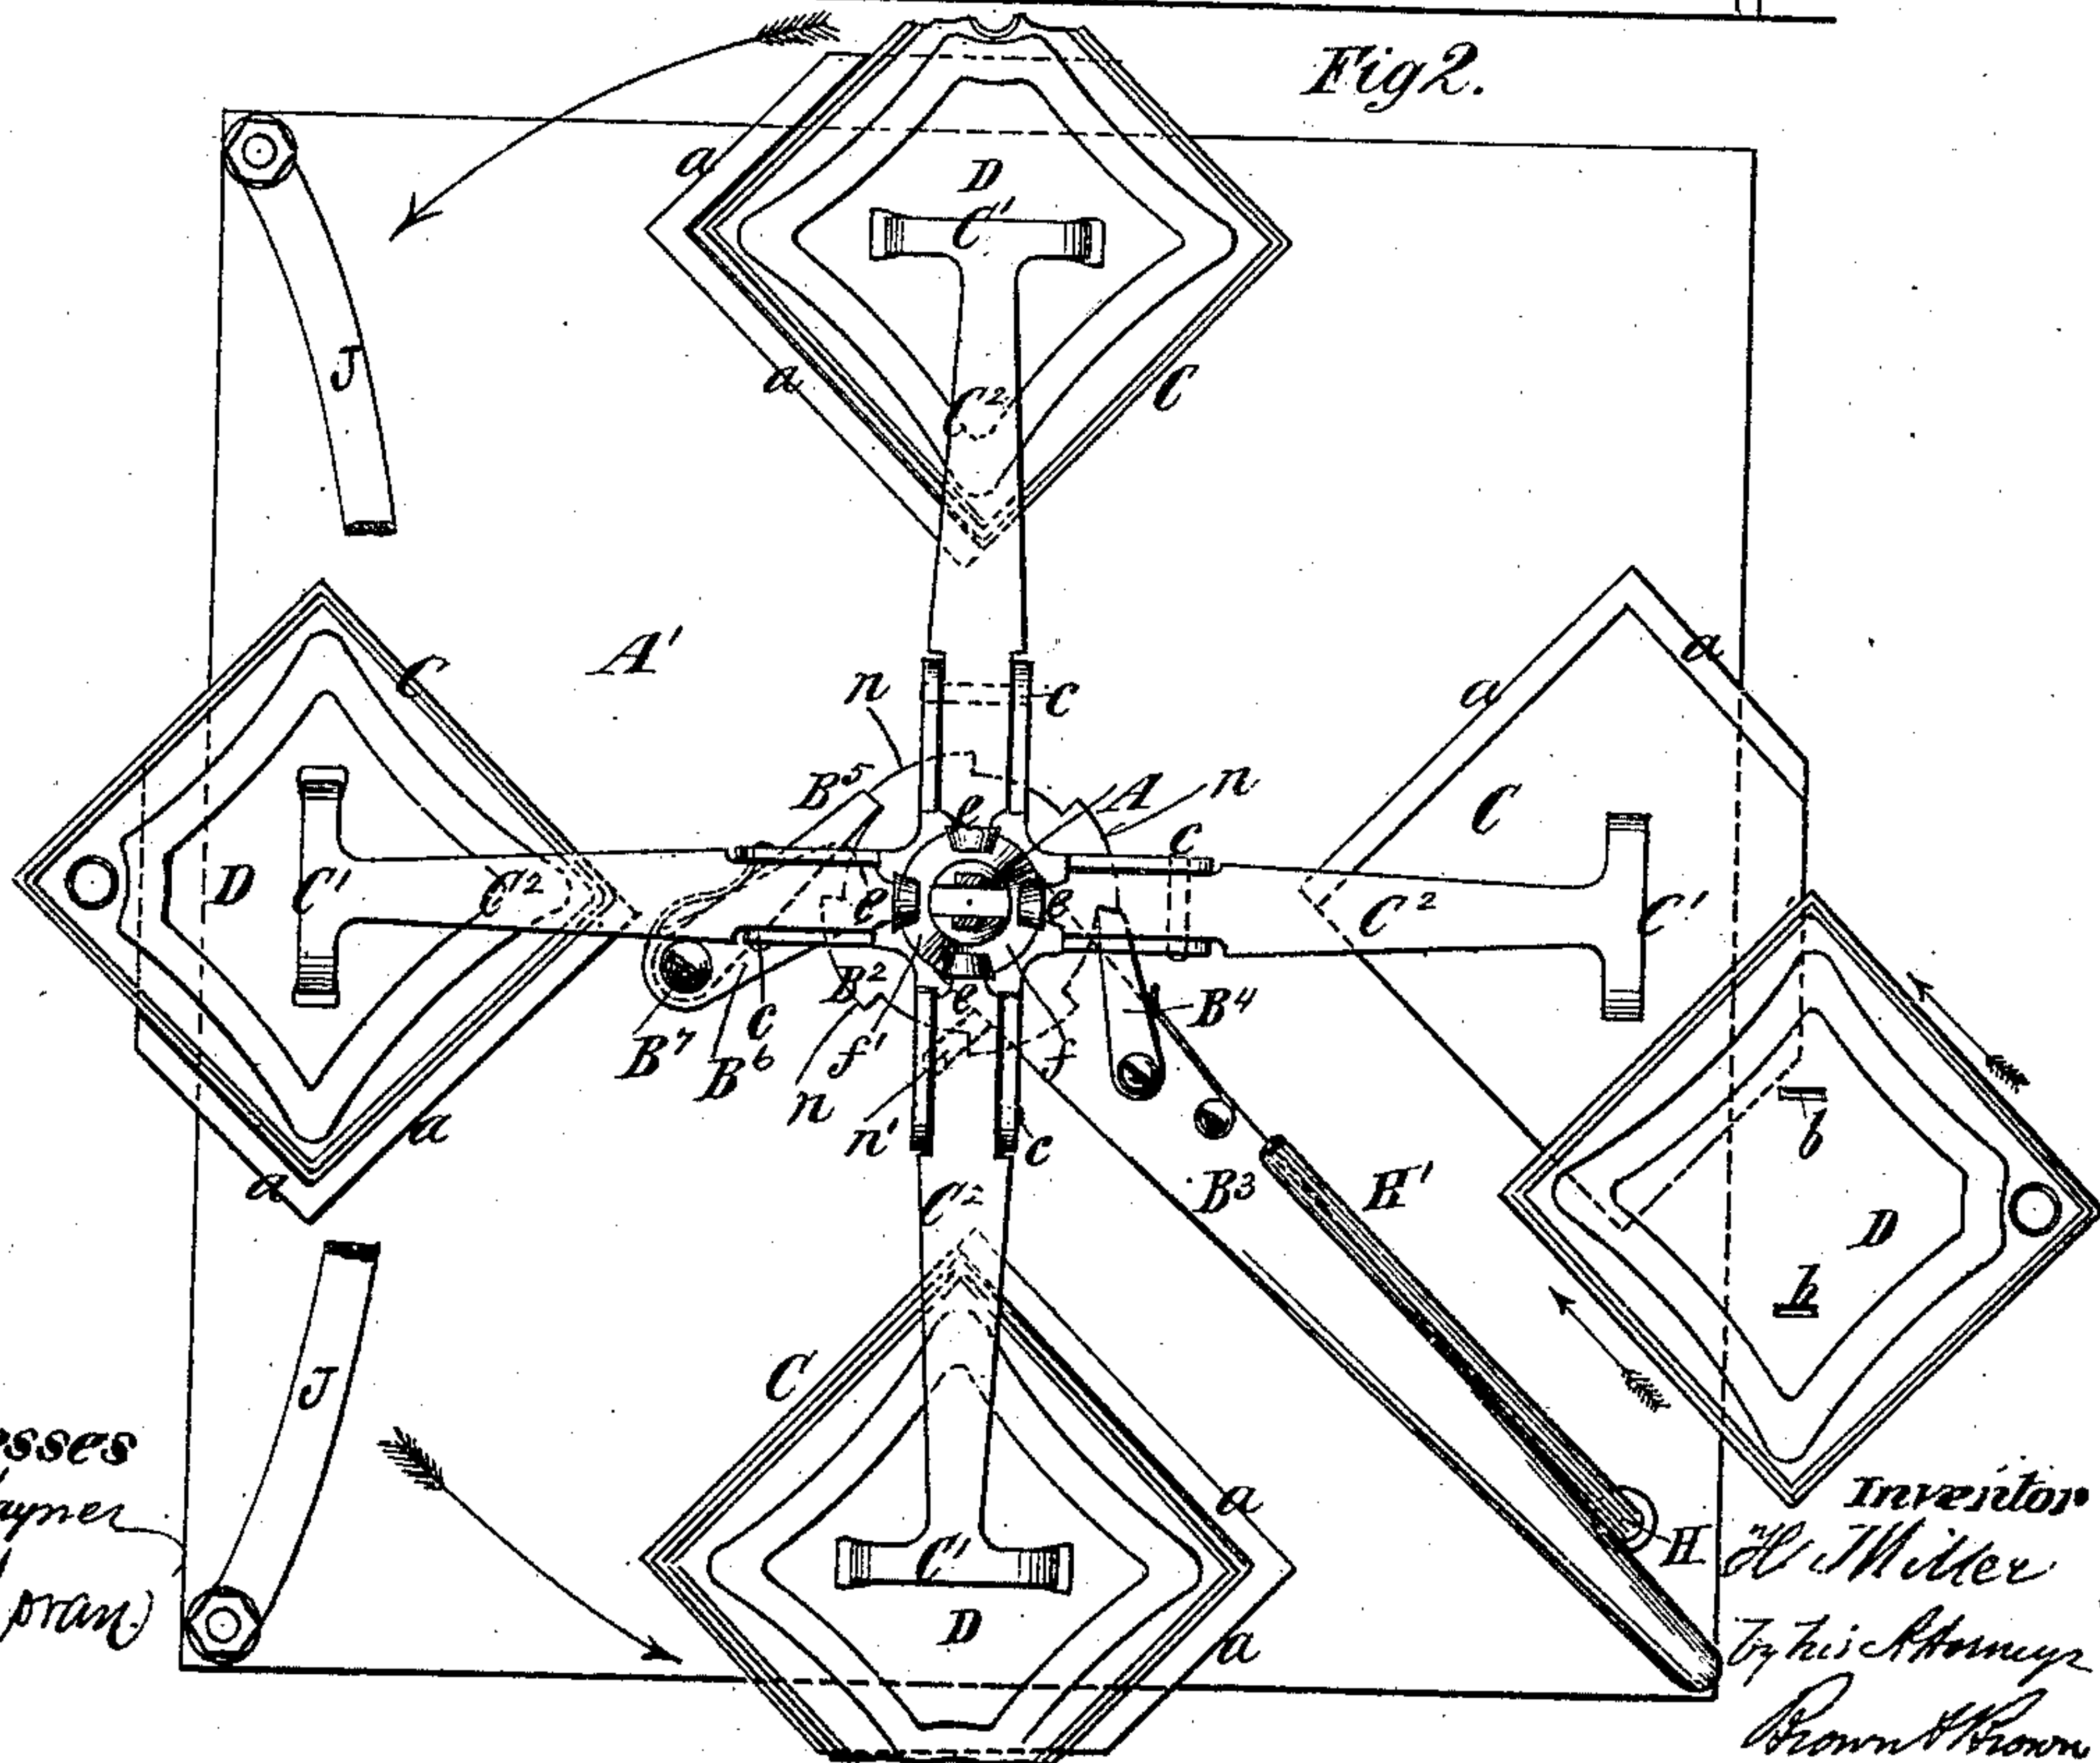 Fig 2.
a
D
C'
J
a
C²
C
C
A'
a
a
n
c
B⁵
A
n
C
e
c
D
C'
C²
e
e
C²
C'
B²
e
B⁴
c
B⁷
B⁶
f'
f
n
n'
c
b
a
a
C²
B³
H'
D
b
C
J
a
Inventor
H
H Miller
C'
D
a
by his Attorneys
Brown & Brown